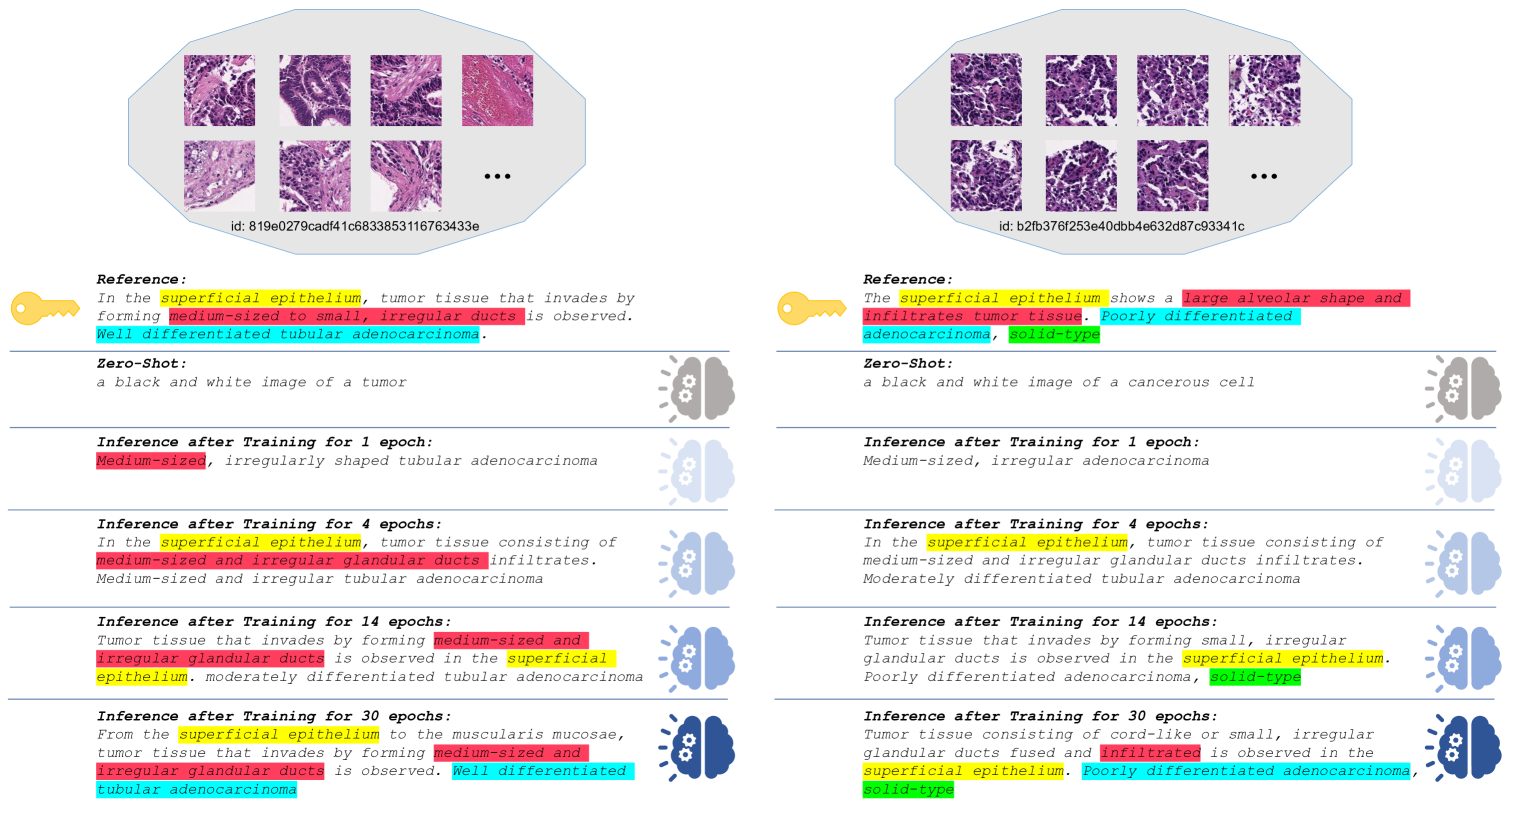 ...
id: 819e0279cadf41c6833853116763433e
Reference:
In the superficial epithelium, tumor tissue that invades by
forming medium-sized to small, irregular ducts is observed.
Well differentiated tubular adenocarcinoma.
Zero-Shot:
a black and white image of a tumor
Inference after Training for 1 epoch:
Medium-sized, irregularly shaped tubular adenocarcinoma
Inference after Training for 4 epochs:
In the superficial epithelium, tumor tissue consisting of
medium-sized and irregular glandular ducts infiltrates.
Medium-sized and irregular tubular adenocarcinoma
Inference after Training for 14 epochs:
Tumor tissue that invades by forming medium-sized and
irregular glandular ducts is observed in the superficial
epithelium. moderately differentiated tubular adenocarcinoma
Inference after Training for 30 epochs:
From the superficial epithelium to the muscularis mucosae,
tumor tissue that invades by forming medium-sized and
irregular glandular ducts is observed. Well differentiated
tubular adenocarcinoma
...
id: b2fb376f253e40dbb4e632d87c93341c
Reference:
The superficial epithelium shows a large alveolar shape and
infiltrates tumor tissue. Poorly differentiated
adenocarcinoma, solid-type
Zero-Shot:
a black and white image of a cancerous cell
Inference after Training for 1 epoch:
Medium-sized, irregular adenocarcinoma
Inference after Training for 4 epochs:
In the superficial epithelium, tumor tissue consisting of
medium-sized and irregular glandular ducts infiltrates.
Moderately differentiated tubular adenocarcinoma
Inference after Training for 14 epochs:
Tumor tissue that invades by forming small, irregular
glandular ducts is observed in the superficial epithelium.
Poorly differentiated adenocarcinoma, solid-type
Inference after Training for 30 epochs:
Tumor tissue consisting of cord-like or small, irregular
glandular ducts fused and infiltrated is observed in the
superficial epithelium. Poorly differentiated adenocarcinoma,
solid-type